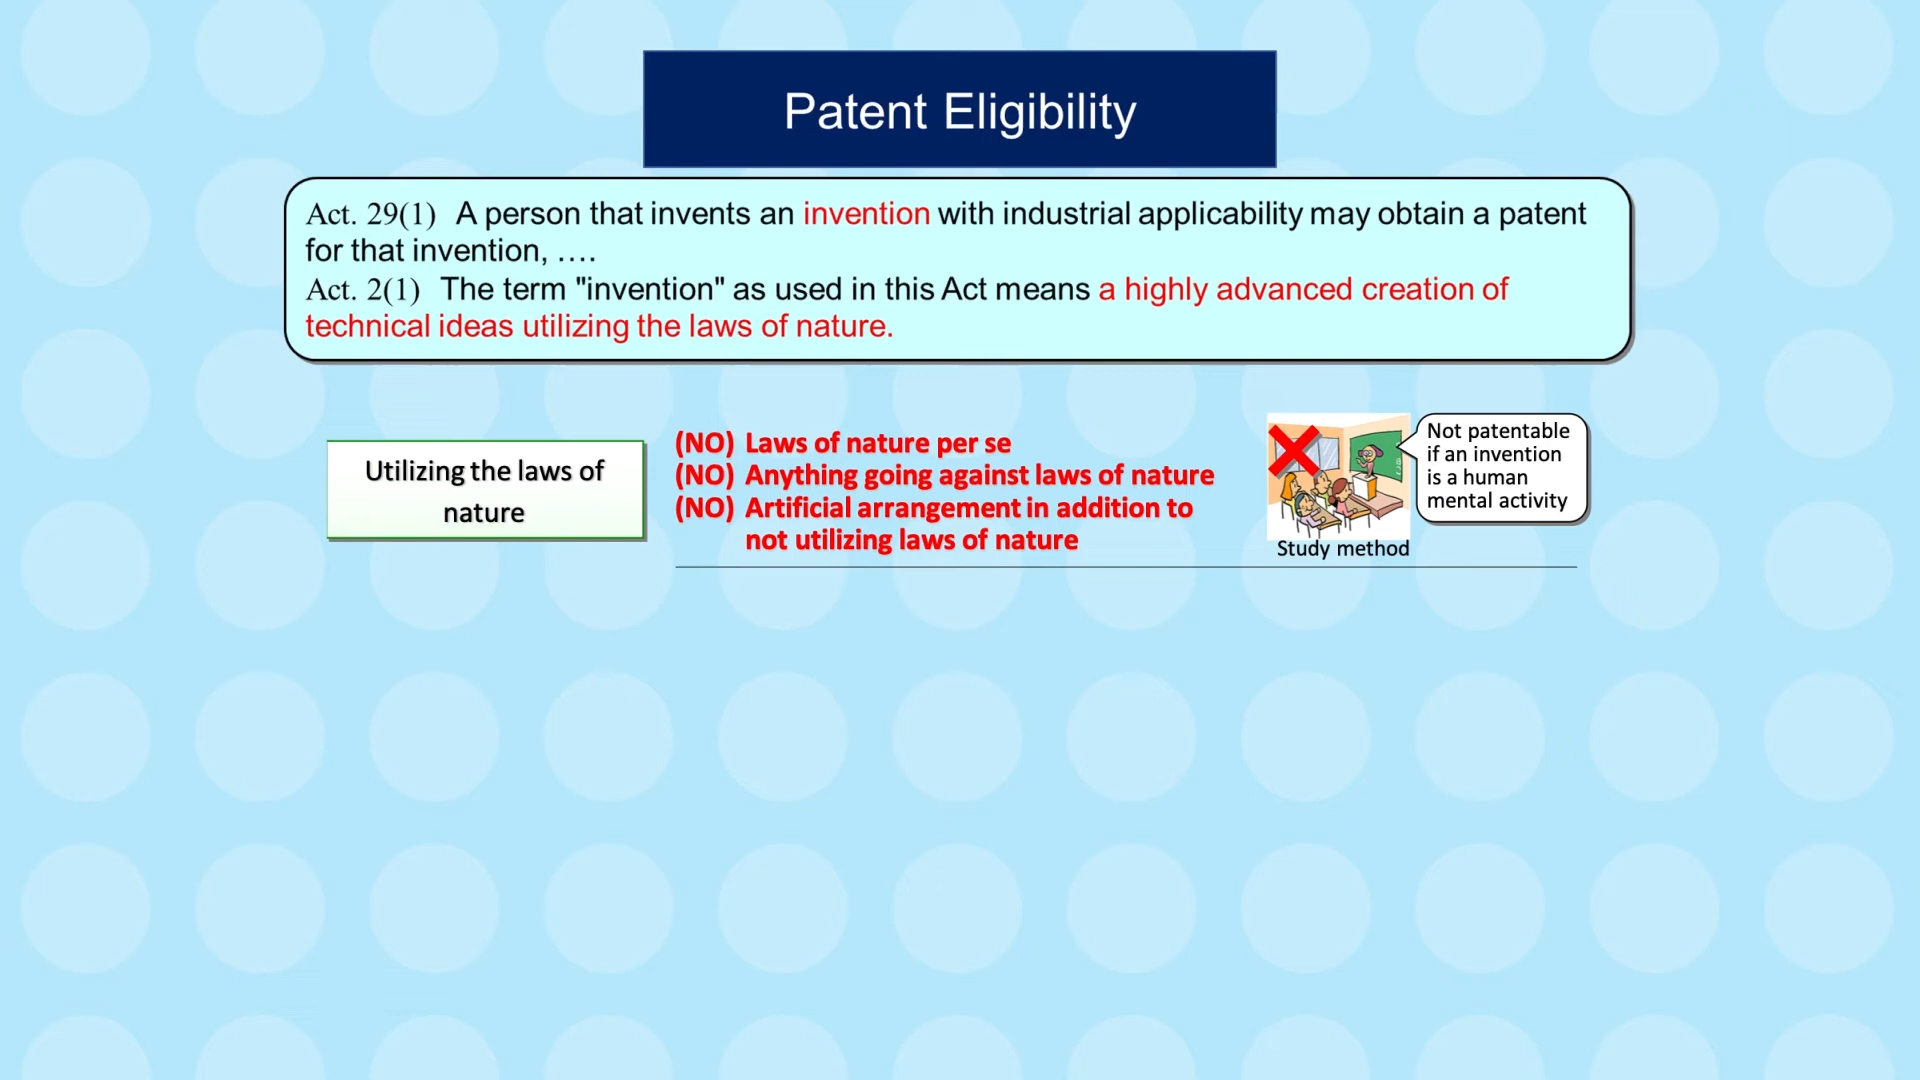 Patent Eligibility
Act. 29(1) A person that invents an invention with industrial applicability may obtain a patent
for that invention, ….
Act. 2(1) The term "invention" as used in this Act means a highly advanced creation of
technical ideas utilizing the laws of nature.
Utilizing the laws of
nature
(NO) Laws of nature per se
(NO) Anything going against laws of nature
(NO) Artificial arrangement in addition to
not utilizing laws of nature
Not patentable
if an invention
is a human
mental activity
Study method